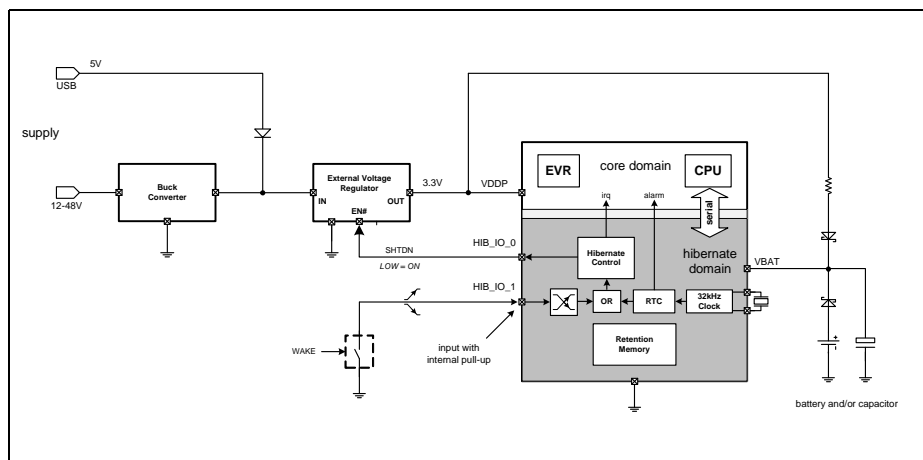 5V
USB
supply
12-48V
Buck
Converter
External Voltage
Regulator
IN
OUT
EN#
3.3V
VDDP
EVR
core domain
CPU
irq
alarm
serial
SHTDN
LOW = ON
HIB_IO_0
Hibernate
Control
hibernate
domain
VBAT
HIB_IO_1
OR
RTC
32kHz
Clock
WAKE
input with
internal pull-up
Retention
Memory
+
-
battery and/or capacitor